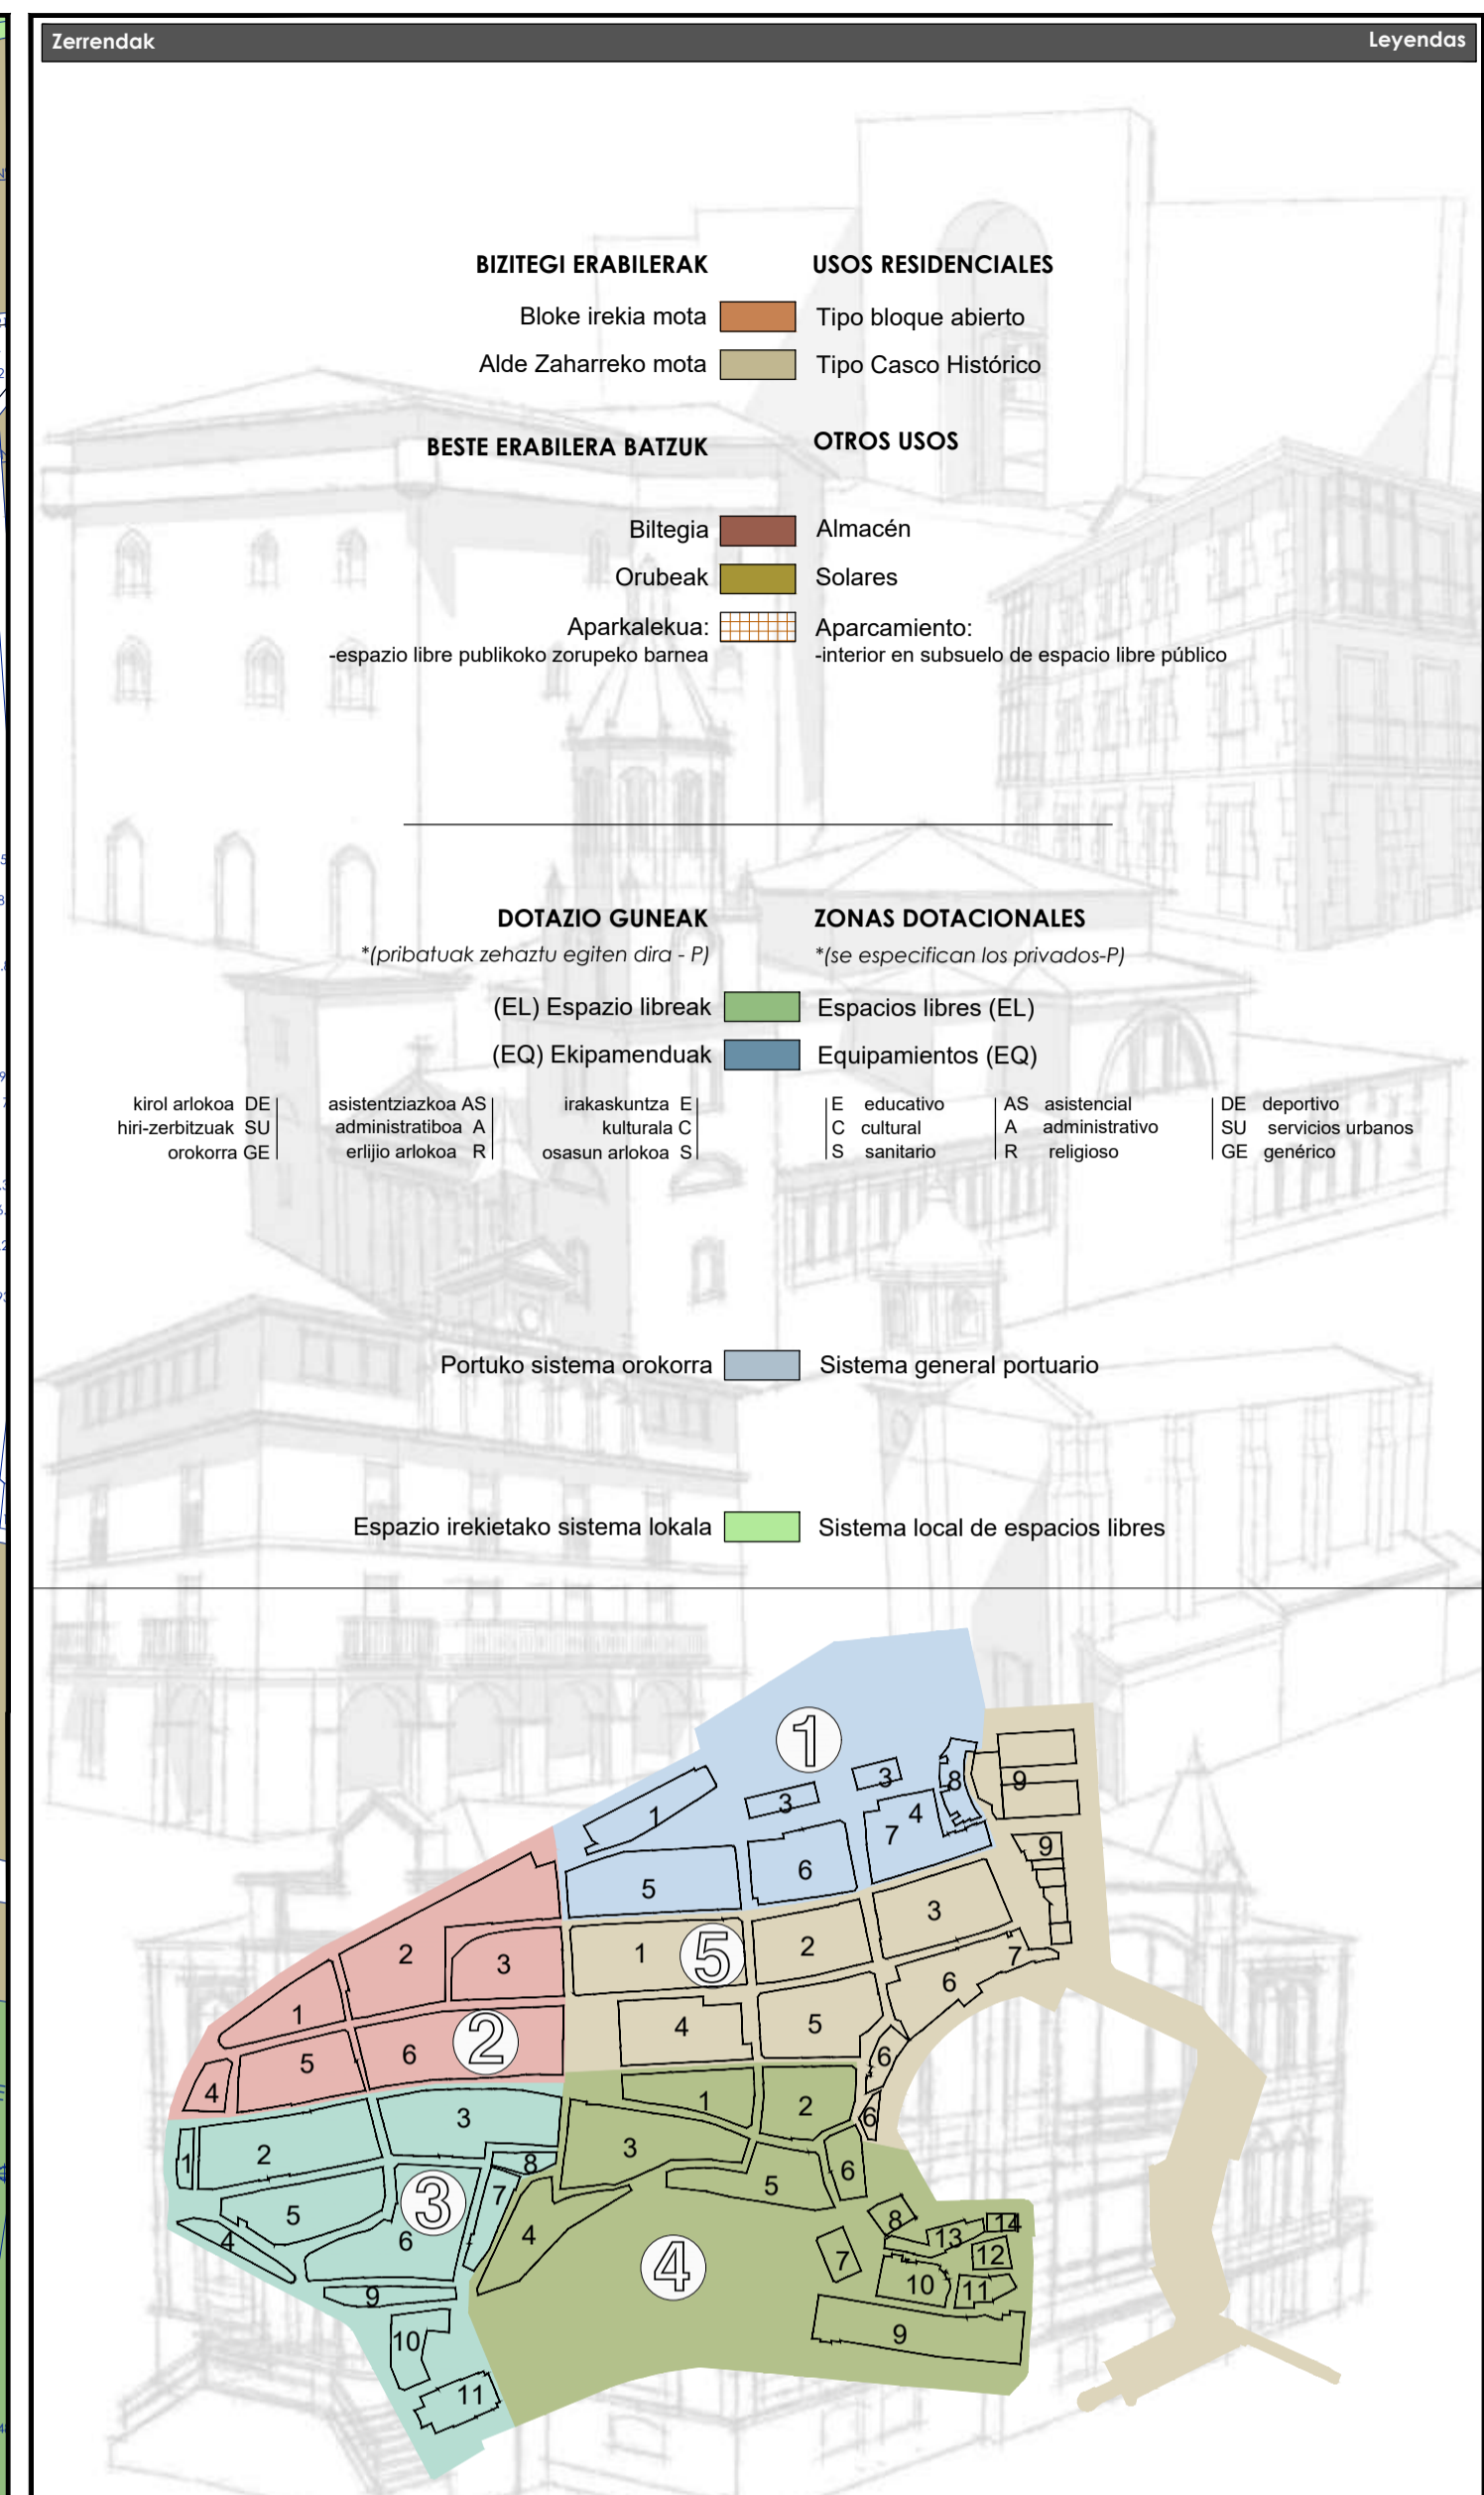 Zerrendak Leyendas
BIZITEGI ERABILERAK USOS RESIDENCIALES
Bloke irekia mota Tipo bloque abierto
Alde Zaharreko mota Tipo Casco Histórico
BESTE ERABILERA BATZUK OTROS USOS
Biltegia Almacén
Orubeak Solares
Aparkalekua: Aparcamiento:
-espazio libre publikoko zorupeko barnea -interior en subsuelo de espacio libre público
DOTAZIO GUNEAK ZONAS DOTACIONALES
*(pribatuak zehaztu egiten dira - P) *(se especifican los privados-P)
(EL) Espazio libreak Espacios libres (EL)
(EQ) Ekipamenduak Equipamientos (EQ)
kirol arlokoa DE asistentziazkoa AS irakaskuntza E E educativo AS asistencial DE deportivo
hiri-zerbitzuak SU administratiboa A kulturala C C cultural A administrativo SU servicios urbanos
orokorra GE erlijio arlokoa R osasun arlokoa S S sanitario R religioso GE genérico
Portuko sistema orokorra Sistema general portuario
Espazio irekietako sistema lokala Sistema local de espacios libres
1
3 8 9
3 4
1 7
6 9
5
3
2 1 5 2 7
3 6
1 4 5
2
5 6 6
4
1 2 6
3
3
2 8 5 6
1
7
5 3 8 14
4 6 4 13
4 7 12
10 11
9
9
10
11